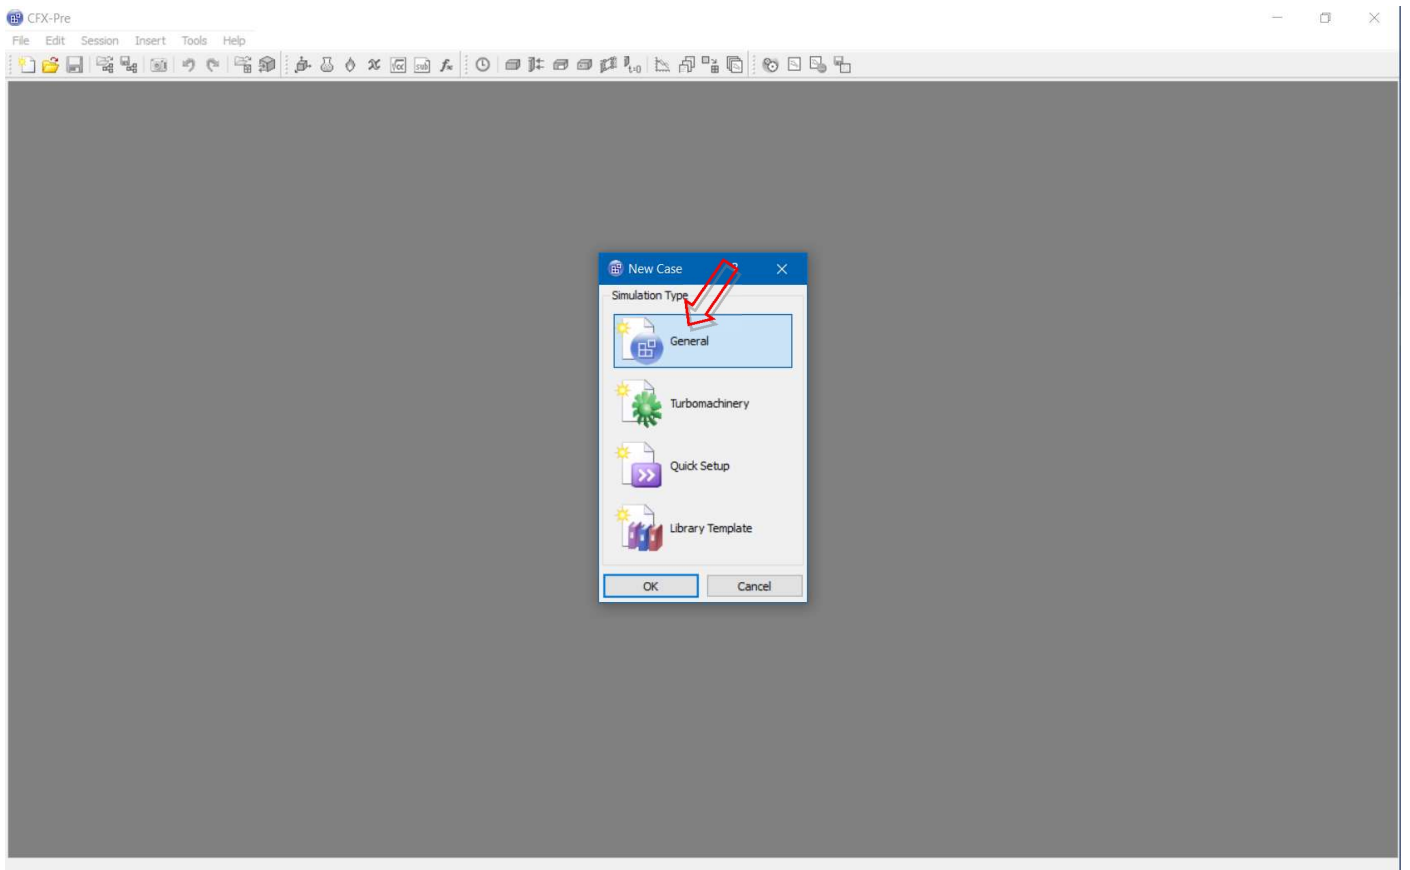 CFX-Pre
File Edit Session Insert Tools Help
New Case
Simulation Type
General
Turbomachinery
Quick Setup
Library Template
OK Cancel